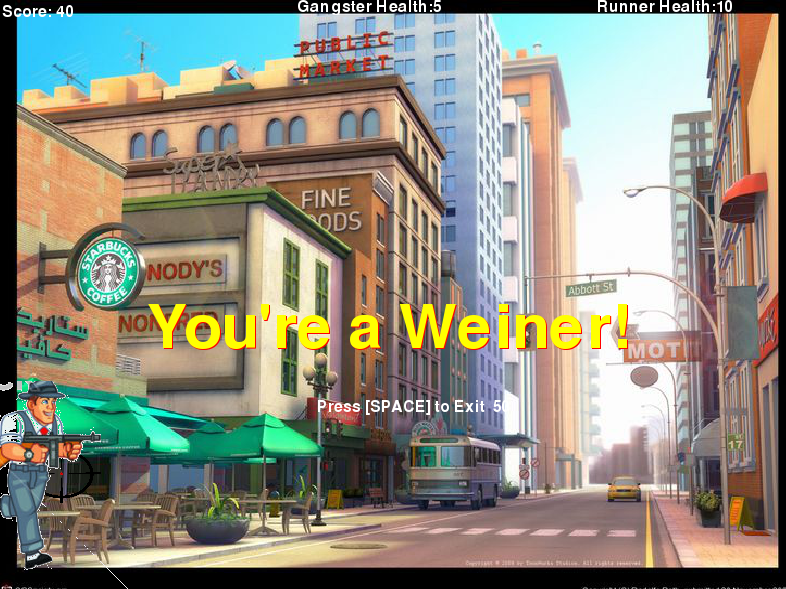 Score: 40
Gangster Health:5
Runner Health:10
PUBLIC
MARKET
FINE
STARBUCKS
COFFEE
NODY'S
Abbott St
You're a Weiner!
MOT
Press [SPACE] to Exit 50
17